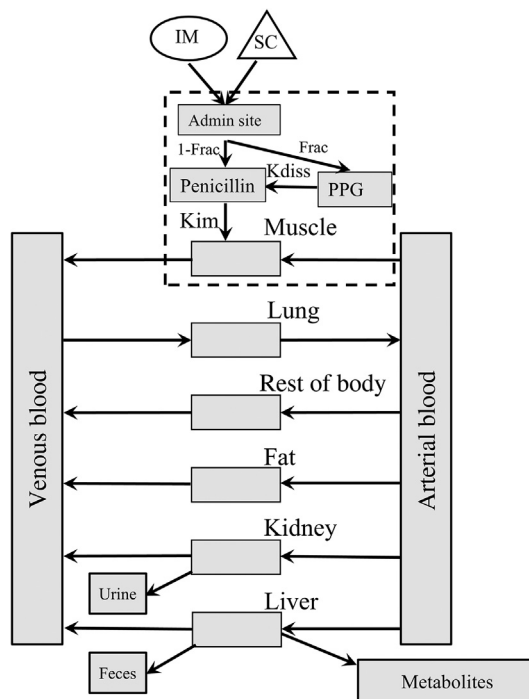 IM
SC
Admin site
1-Frac
Frac
Penicillin
Kdiss
PPG
Kim
Muscle
Lung
Rest of body
Fat
Kidney
Urine
Liver
Feces
Metabolites
Venous blood
Arterial blood